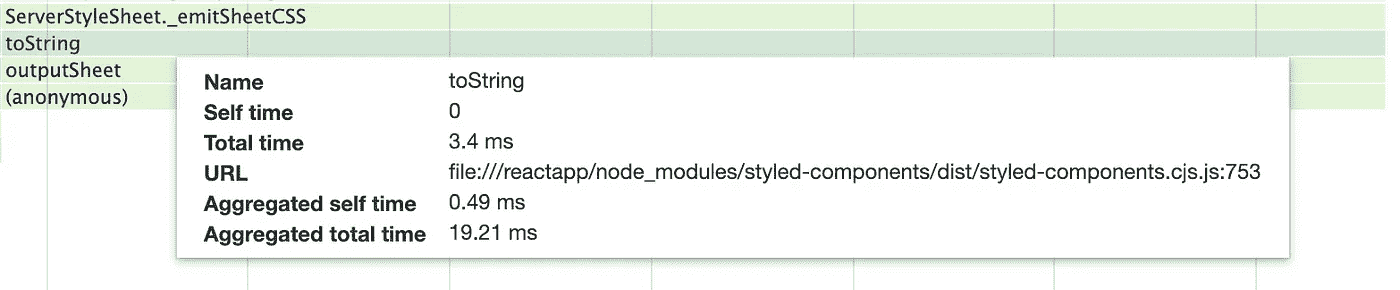 ServerStyleSheet._emitSheetCSS
toString
outputSheet
(anonymous)
Name toString
Self time 0
Total time 3.4 ms
URL file:///reactapp/node_modules/styled-components/dist/styled-components.cjs.js:753
Aggregated self time 0.49 ms
Aggregated total time 19.21 ms